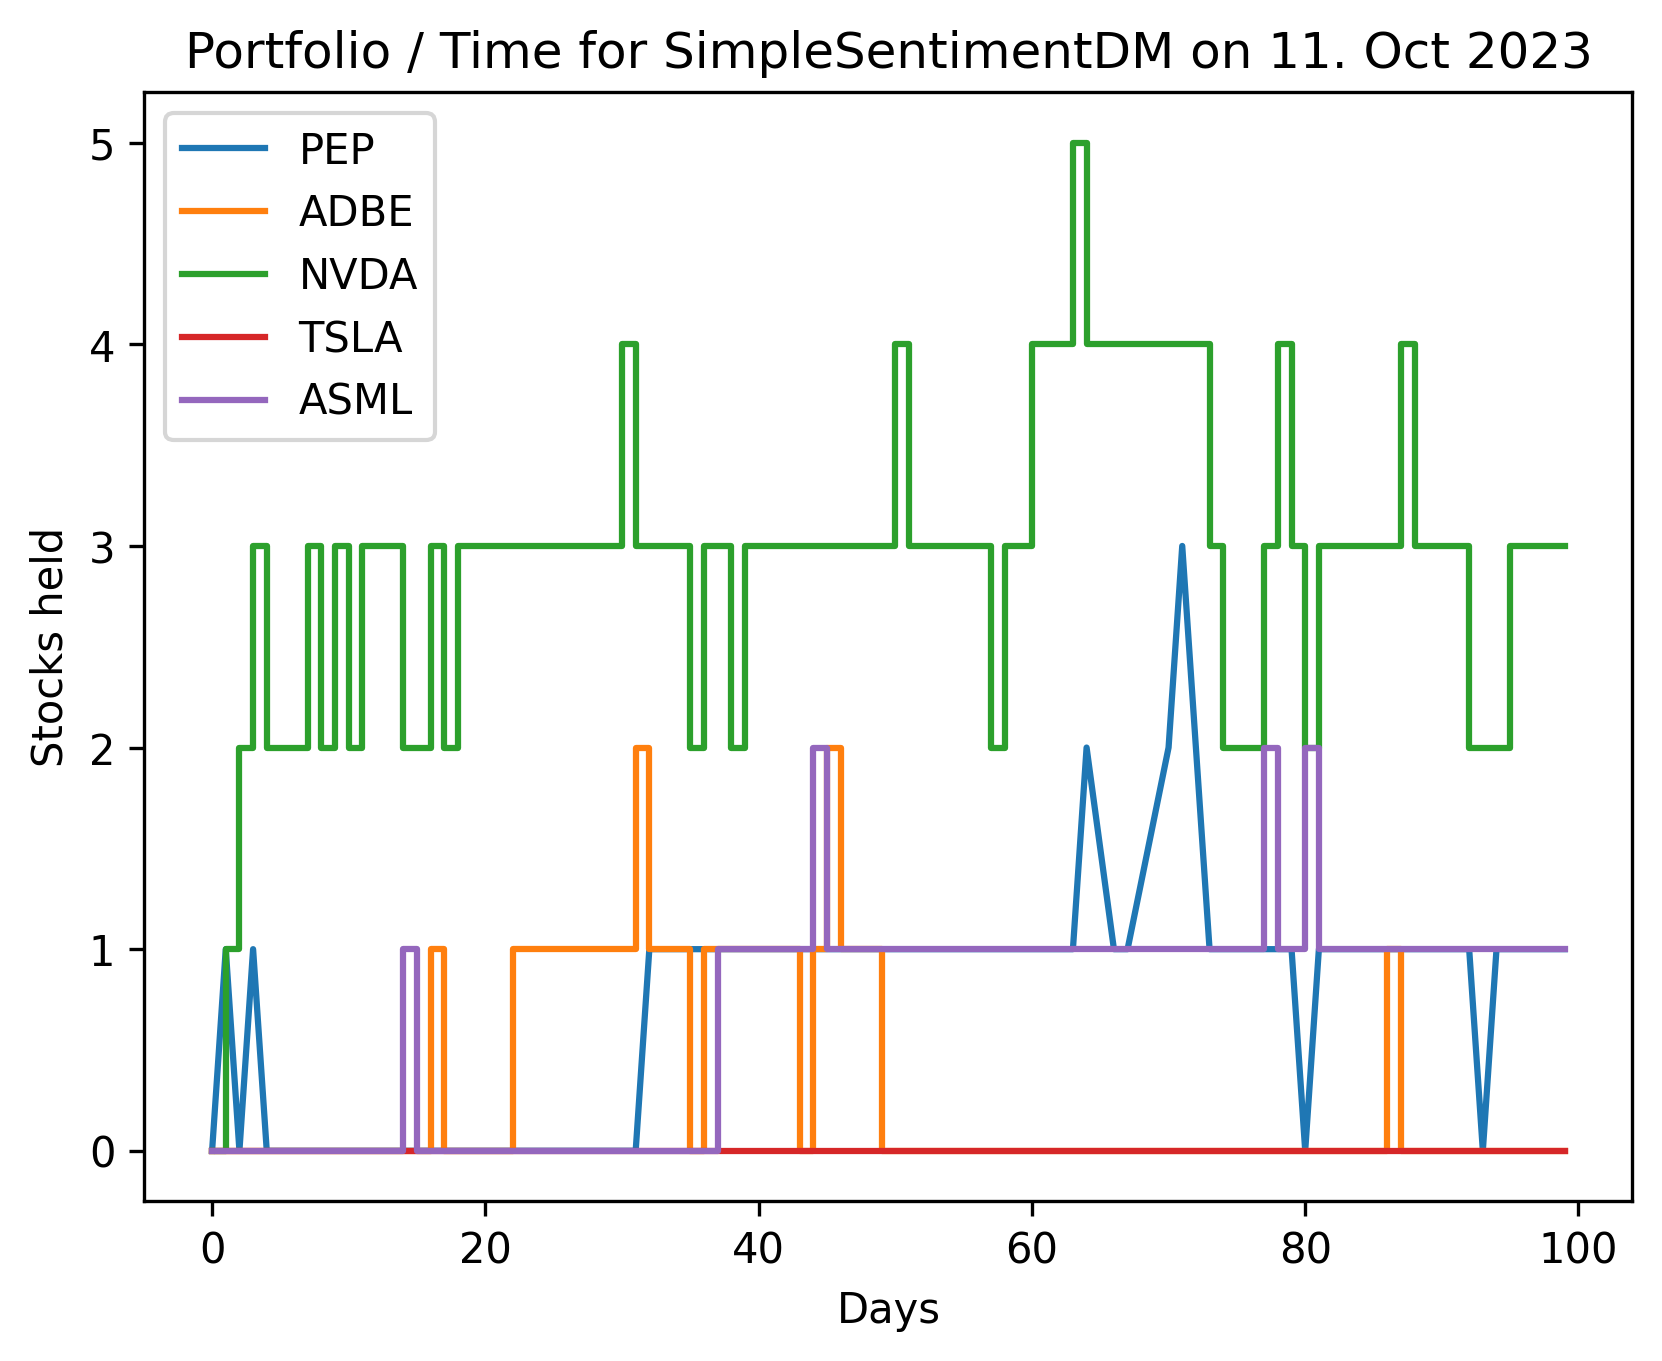 Portfolio / Time for SimpleSentimentDM on 11. Oct 2023
PEP
ADBE
NVDA
TSLA
ASML
Stocks held
5
4
3
2
1
0
0 20 40 60 80 100
Days